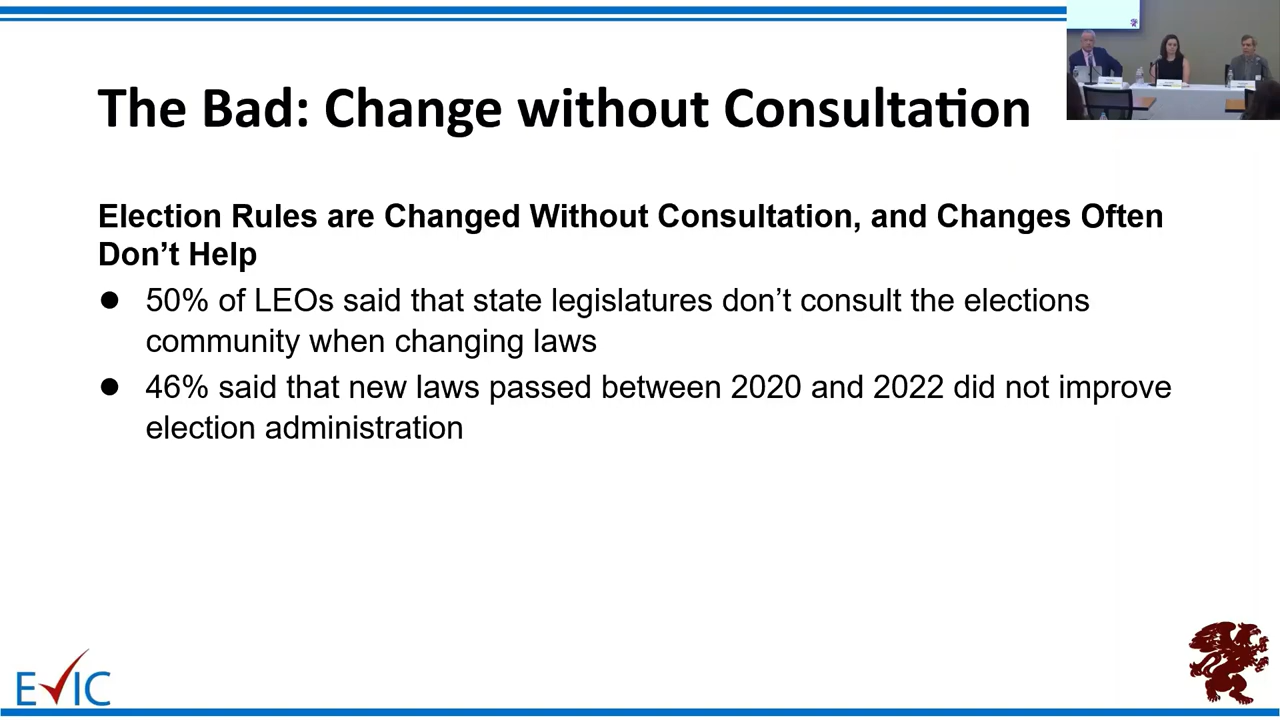 The Bad: Change without Consultation
Election Rules are Changed Without Consultation, and Changes Often
Don’t Help
● 50% of LEOs said that state legislatures don’t consult the elections
community when changing laws
● 46% said that new laws passed between 2020 and 2022 did not improve
election administration
E✓IC